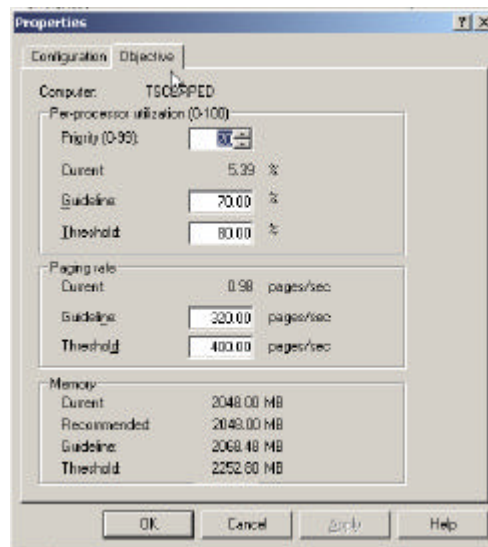 Properties
? X
Configuration Objective
Computer: TSCEPPED
Per-processor utilization (0-100)
Priority (0-99): 20
Current 5.39 %
Guideline: 70.00 %
Threshold: 80.00 %
Paging rate
Current 0.98 pages/sec
Guideline: 320.00 pages/sec
Threshold: 400.00 pages/sec
Memory
Current 2048.00 MB
Recommended 2048.00 MB
Guideline: 2068.48 MB
Threshold: 2252.80 MB
OK Cancel Apply Help